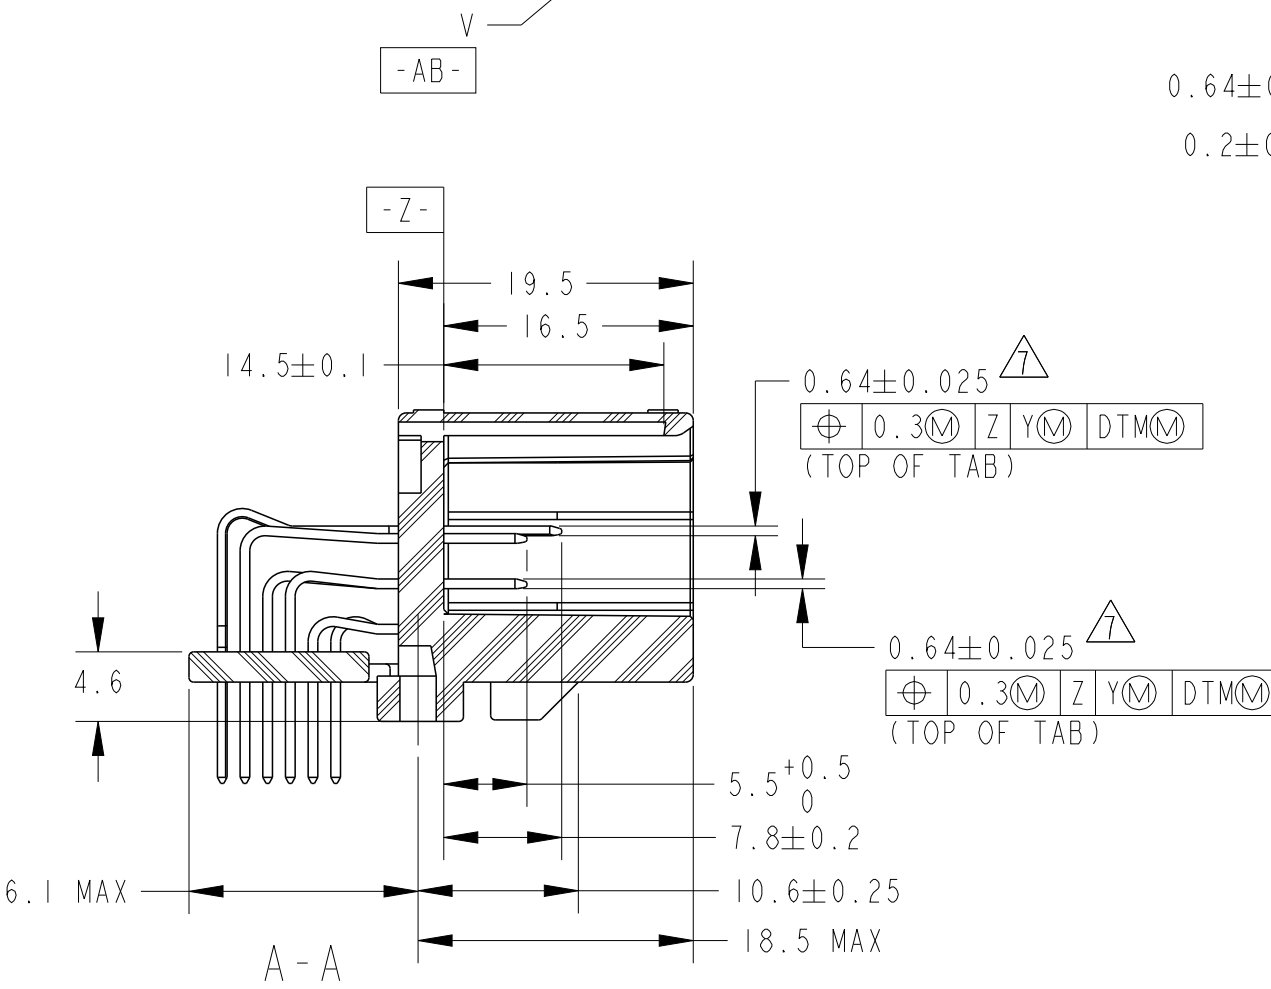 V
-AB-
0.64±0
0.2±0
-Z-
19.5
16.5
14.5±0.1
0.64±0.025 7
⌖ 0.3Ⓜ Z YⓂ DTMⓂ
(TOP OF TAB)
0.64±0.025 7
⌖ 0.3Ⓜ Z YⓂ DTMⓂ
(TOP OF TAB)
4.6
5.5 +0.5
0
7.8±0.2
6.1 MAX
10.6±0.25
18.5 MAX
A-A